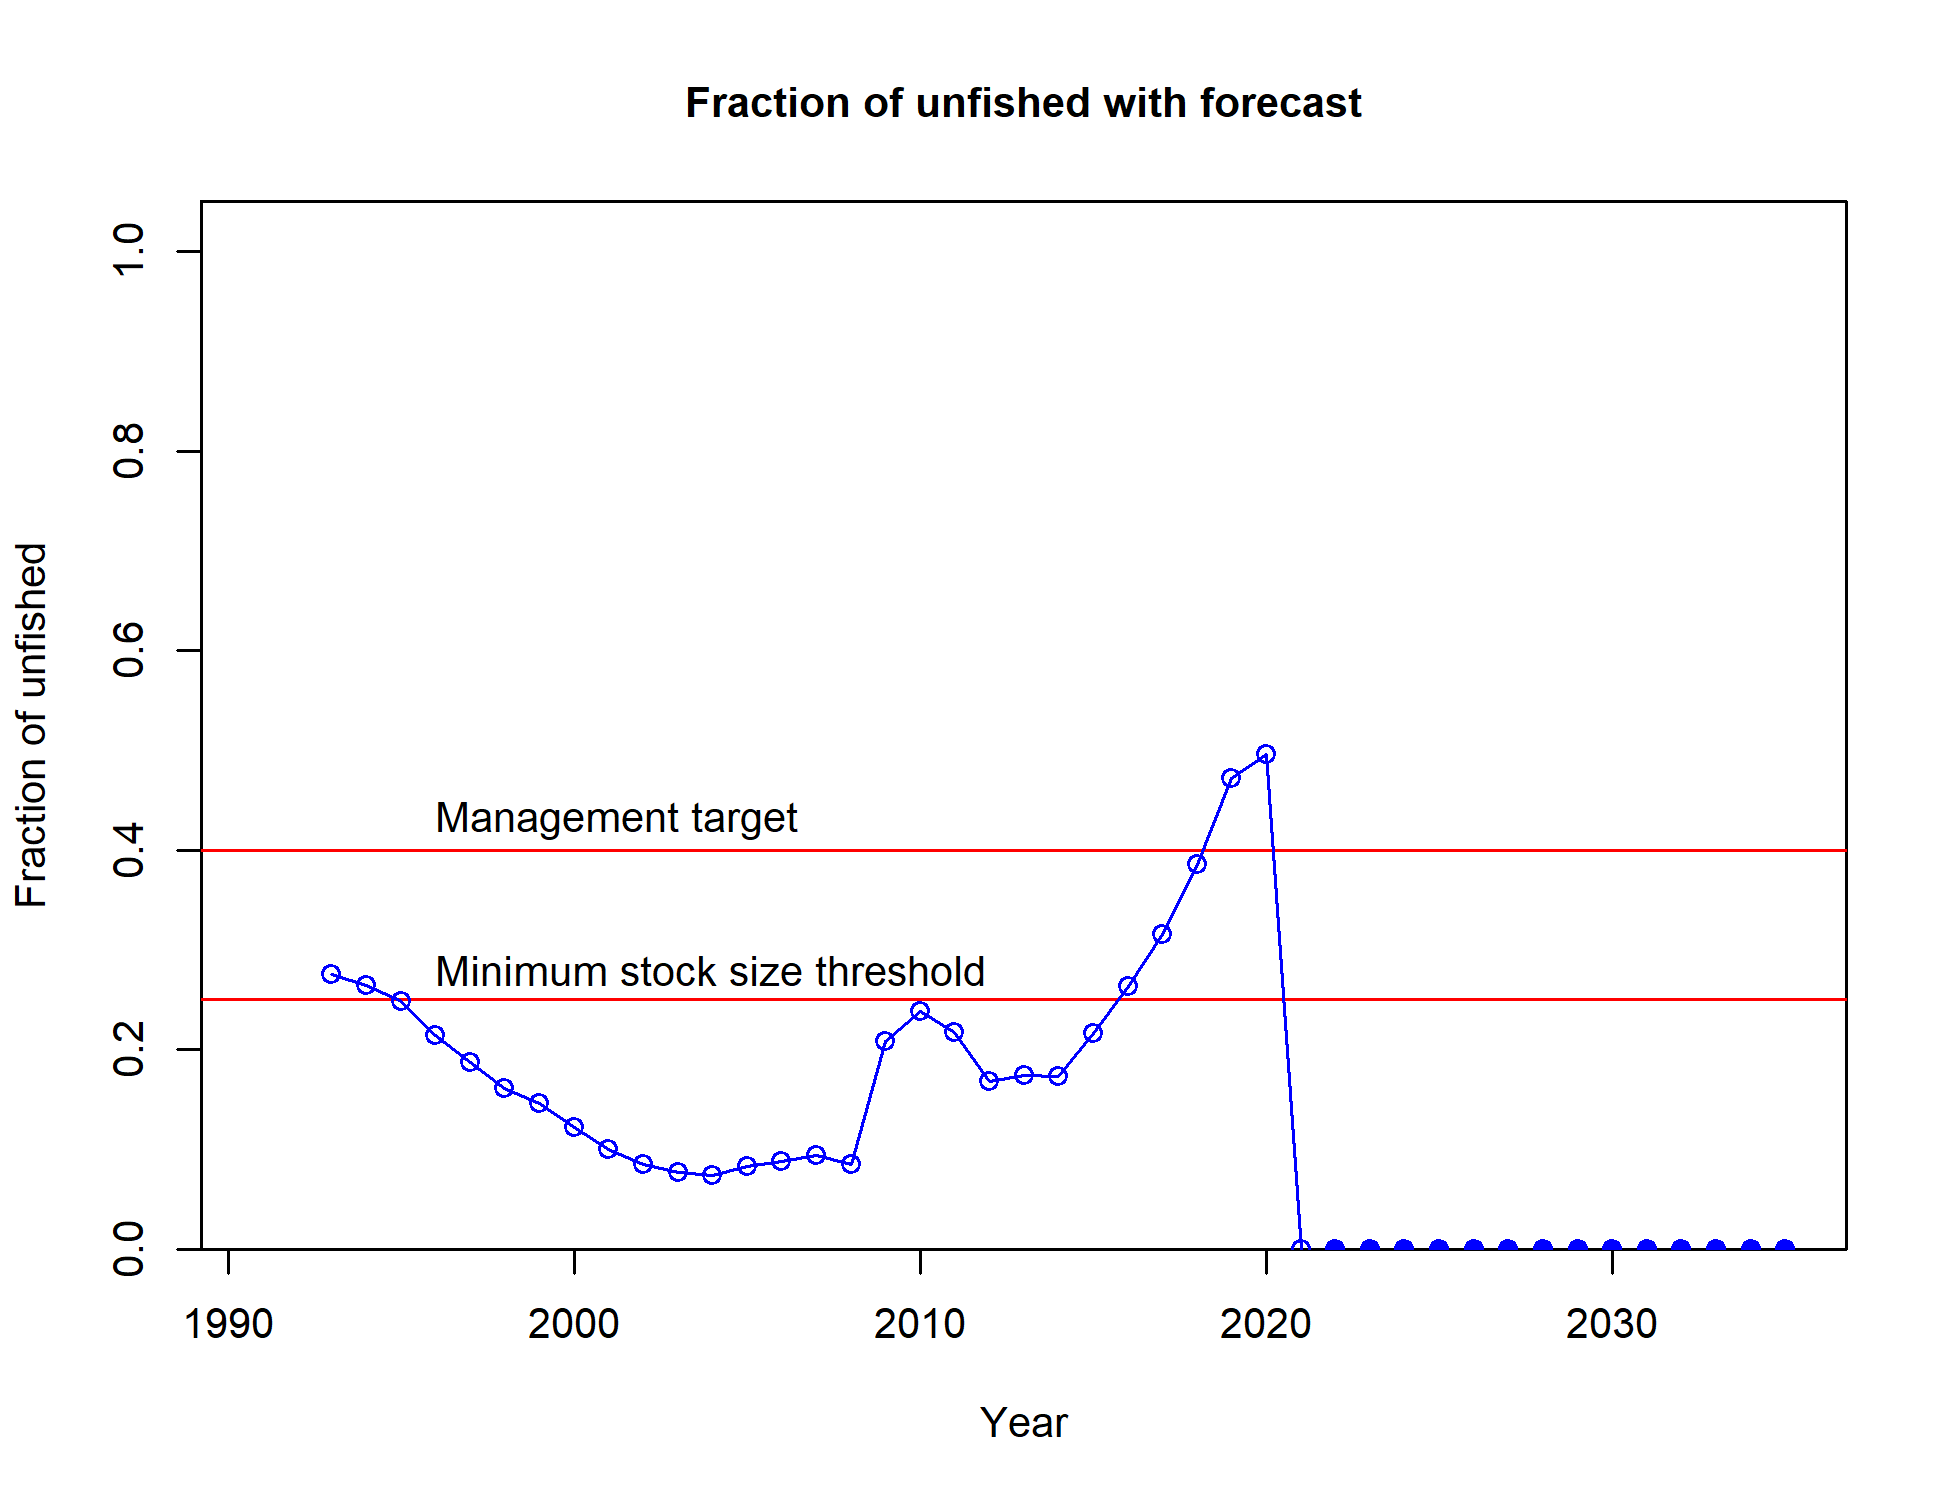 Fraction of unfished with forecast
1.0
0.8
0.6
0.4
0.2
0.0
Fraction of unfished
Management target
Minimum stock size threshold
1990 2000 2010 2020 2030
Year